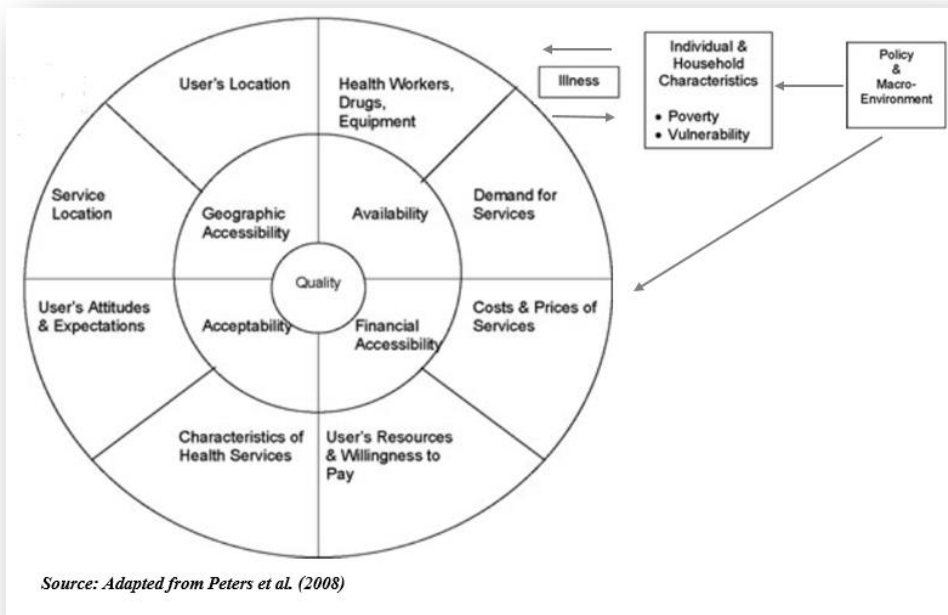 User's Location
Health Workers,
Drugs,
Equipment
Service
Location
Geographic
Accessibility
Availability
Demand for
Services
Quality
User's Attitudes
& Expectations
Acceptability
Financial
Accessibility
Costs & Prices of
Services
Characteristics of
Health Services
User's Resources
& Willingness to
Pay
Illness
Individual &
Household
Characteristics
• Poverty
• Vulnerability
Policy
&
Macro-
Environment
Source: Adapted from Peters et al. (2008)